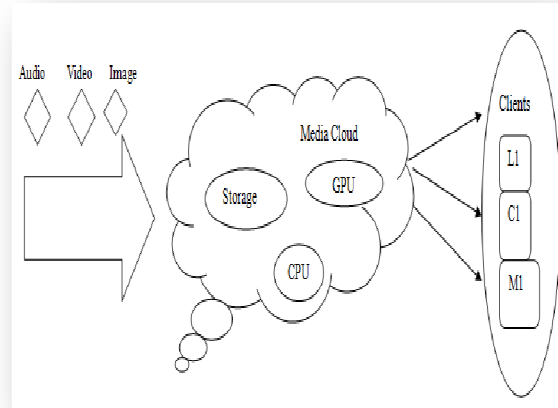 Audio Video Image
Media Cloud
Storage
GPU
CPU
Clients
L1
C1
M1